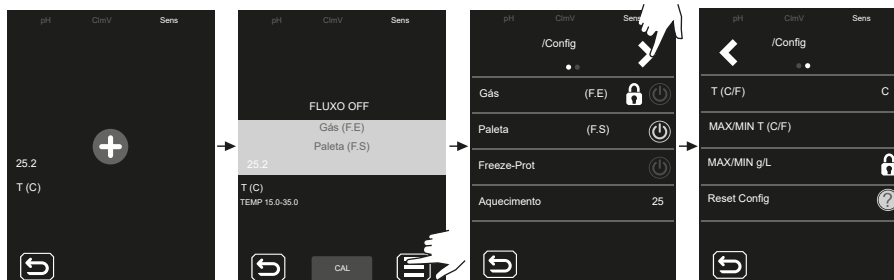 pH ClmV Sens
25.2
T (C)
pH ClmV Sens
FLUXO OFF
Gás (F.E)
Paleta (F.S)
25.2
T (C)
TEMP 15.0-35.0
CAL
pH ClmV Sens
/Config
Gás (F.E)
Paleta (F.S)
Freeze-Prot
Aquecimento 25
pH ClmV Sens
/Config
T (C/F) C
MAX/MIN T (C/F)
MAX/MIN g/L
Reset Config ?